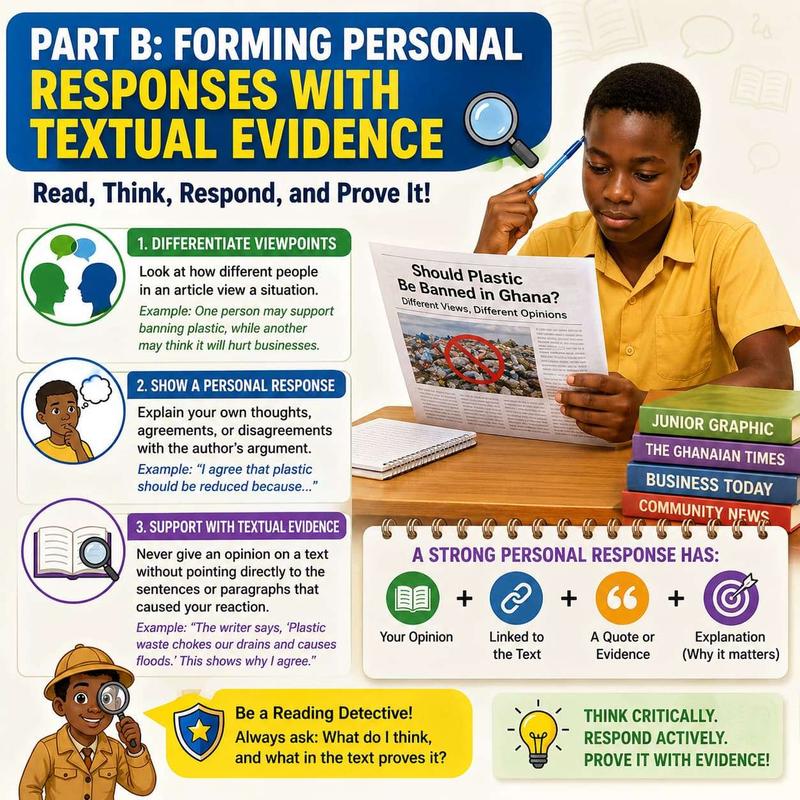 PART B: FORMING PERSONAL
RESPONSES WITH
TEXTUAL EVIDENCE
Read, Think, Respond, and Prove It!
1. DIFFERENTIATE VIEWPOINTS
Look at how different people
in an article view a situation.
Example: One person may support
banning plastic, while another
may think it will hurt businesses.
2. SHOW A PERSONAL RESPONSE
Explain your own thoughts,
agreements, or disagreements
with the author's argument.
Example: “I agree that plastic
should be reduced because...”
3. SUPPORT WITH TEXTUAL EVIDENCE
Never give an opinion on a text
without pointing directly to the
sentences or paragraphs that
caused your reaction.
Example: “The writer says, ‘Plastic
waste chokes our drains and causes
floods.’ This shows why I agree.”
Should Plastic
Be Banned in Ghana?
Different Views, Different Opinions
JUNIOR GRAPHIC
THE GHANAIAN TIMES
BUSINESS TODAY
COMMUNITY NEWS
A STRONG PERSONAL RESPONSE HAS:
Your Opinion
+
Linked to
the Text
+
A Quote or
Evidence
+
Explanation
(Why it matters)
Be a Reading Detective!
Always ask: What do I think,
and what in the text proves it?
THINK CRITICALLY.
RESPOND ACTIVELY.
PROVE IT WITH EVIDENCE!